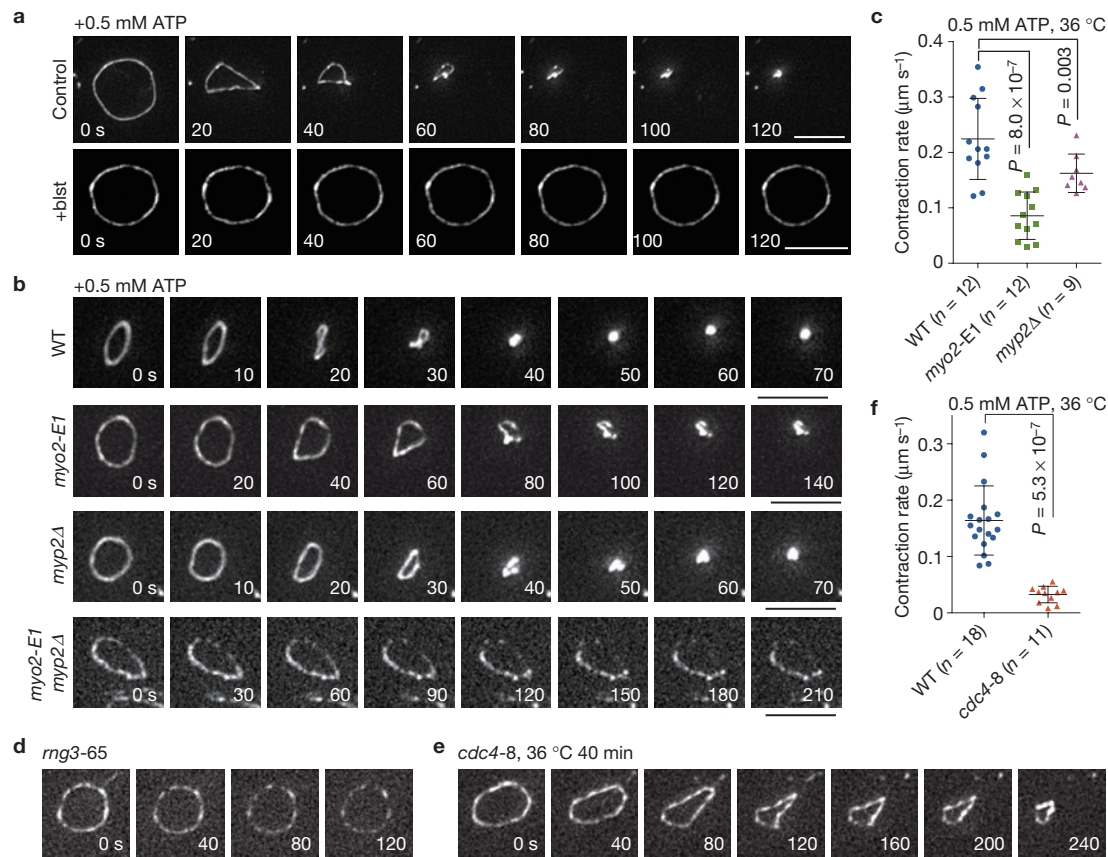 a
+0.5 mM ATP
Control
0 s 20 40 60 80 100 120
+blst
0 s 20 40 60 80 100 120
b
+0.5 mM ATP
WT
0 s 10 20 30 40 50 60 70
myo2-E1
0 s 20 40 60 80 100 120 140
myp2Δ
0 s 10 20 30 40 50 60 70
myo2-E1
myp2Δ
0 s 30 60 90 120 150 180 210
c
0.5 mM ATP, 36 °C
Contraction rate (μm s⁻¹)
0.4
0.3
0.2
0.1
0
P = 8.0 × 10⁻⁷
P = 0.003
WT (n = 12)
myo2-E1 (n = 12)
myp2Δ (n = 9)
f
0.5 mM ATP, 36 °C
Contraction rate (μm s⁻¹)
0.3
0.2
0.1
0
P = 5.3 × 10⁻⁷
WT (n = 18)
cdc4-8 (n = 11)
d
rng3-65
0 s 40 80 120
e
cdc4-8, 36 °C 40 min
0 s 40 80 120 160 200 240